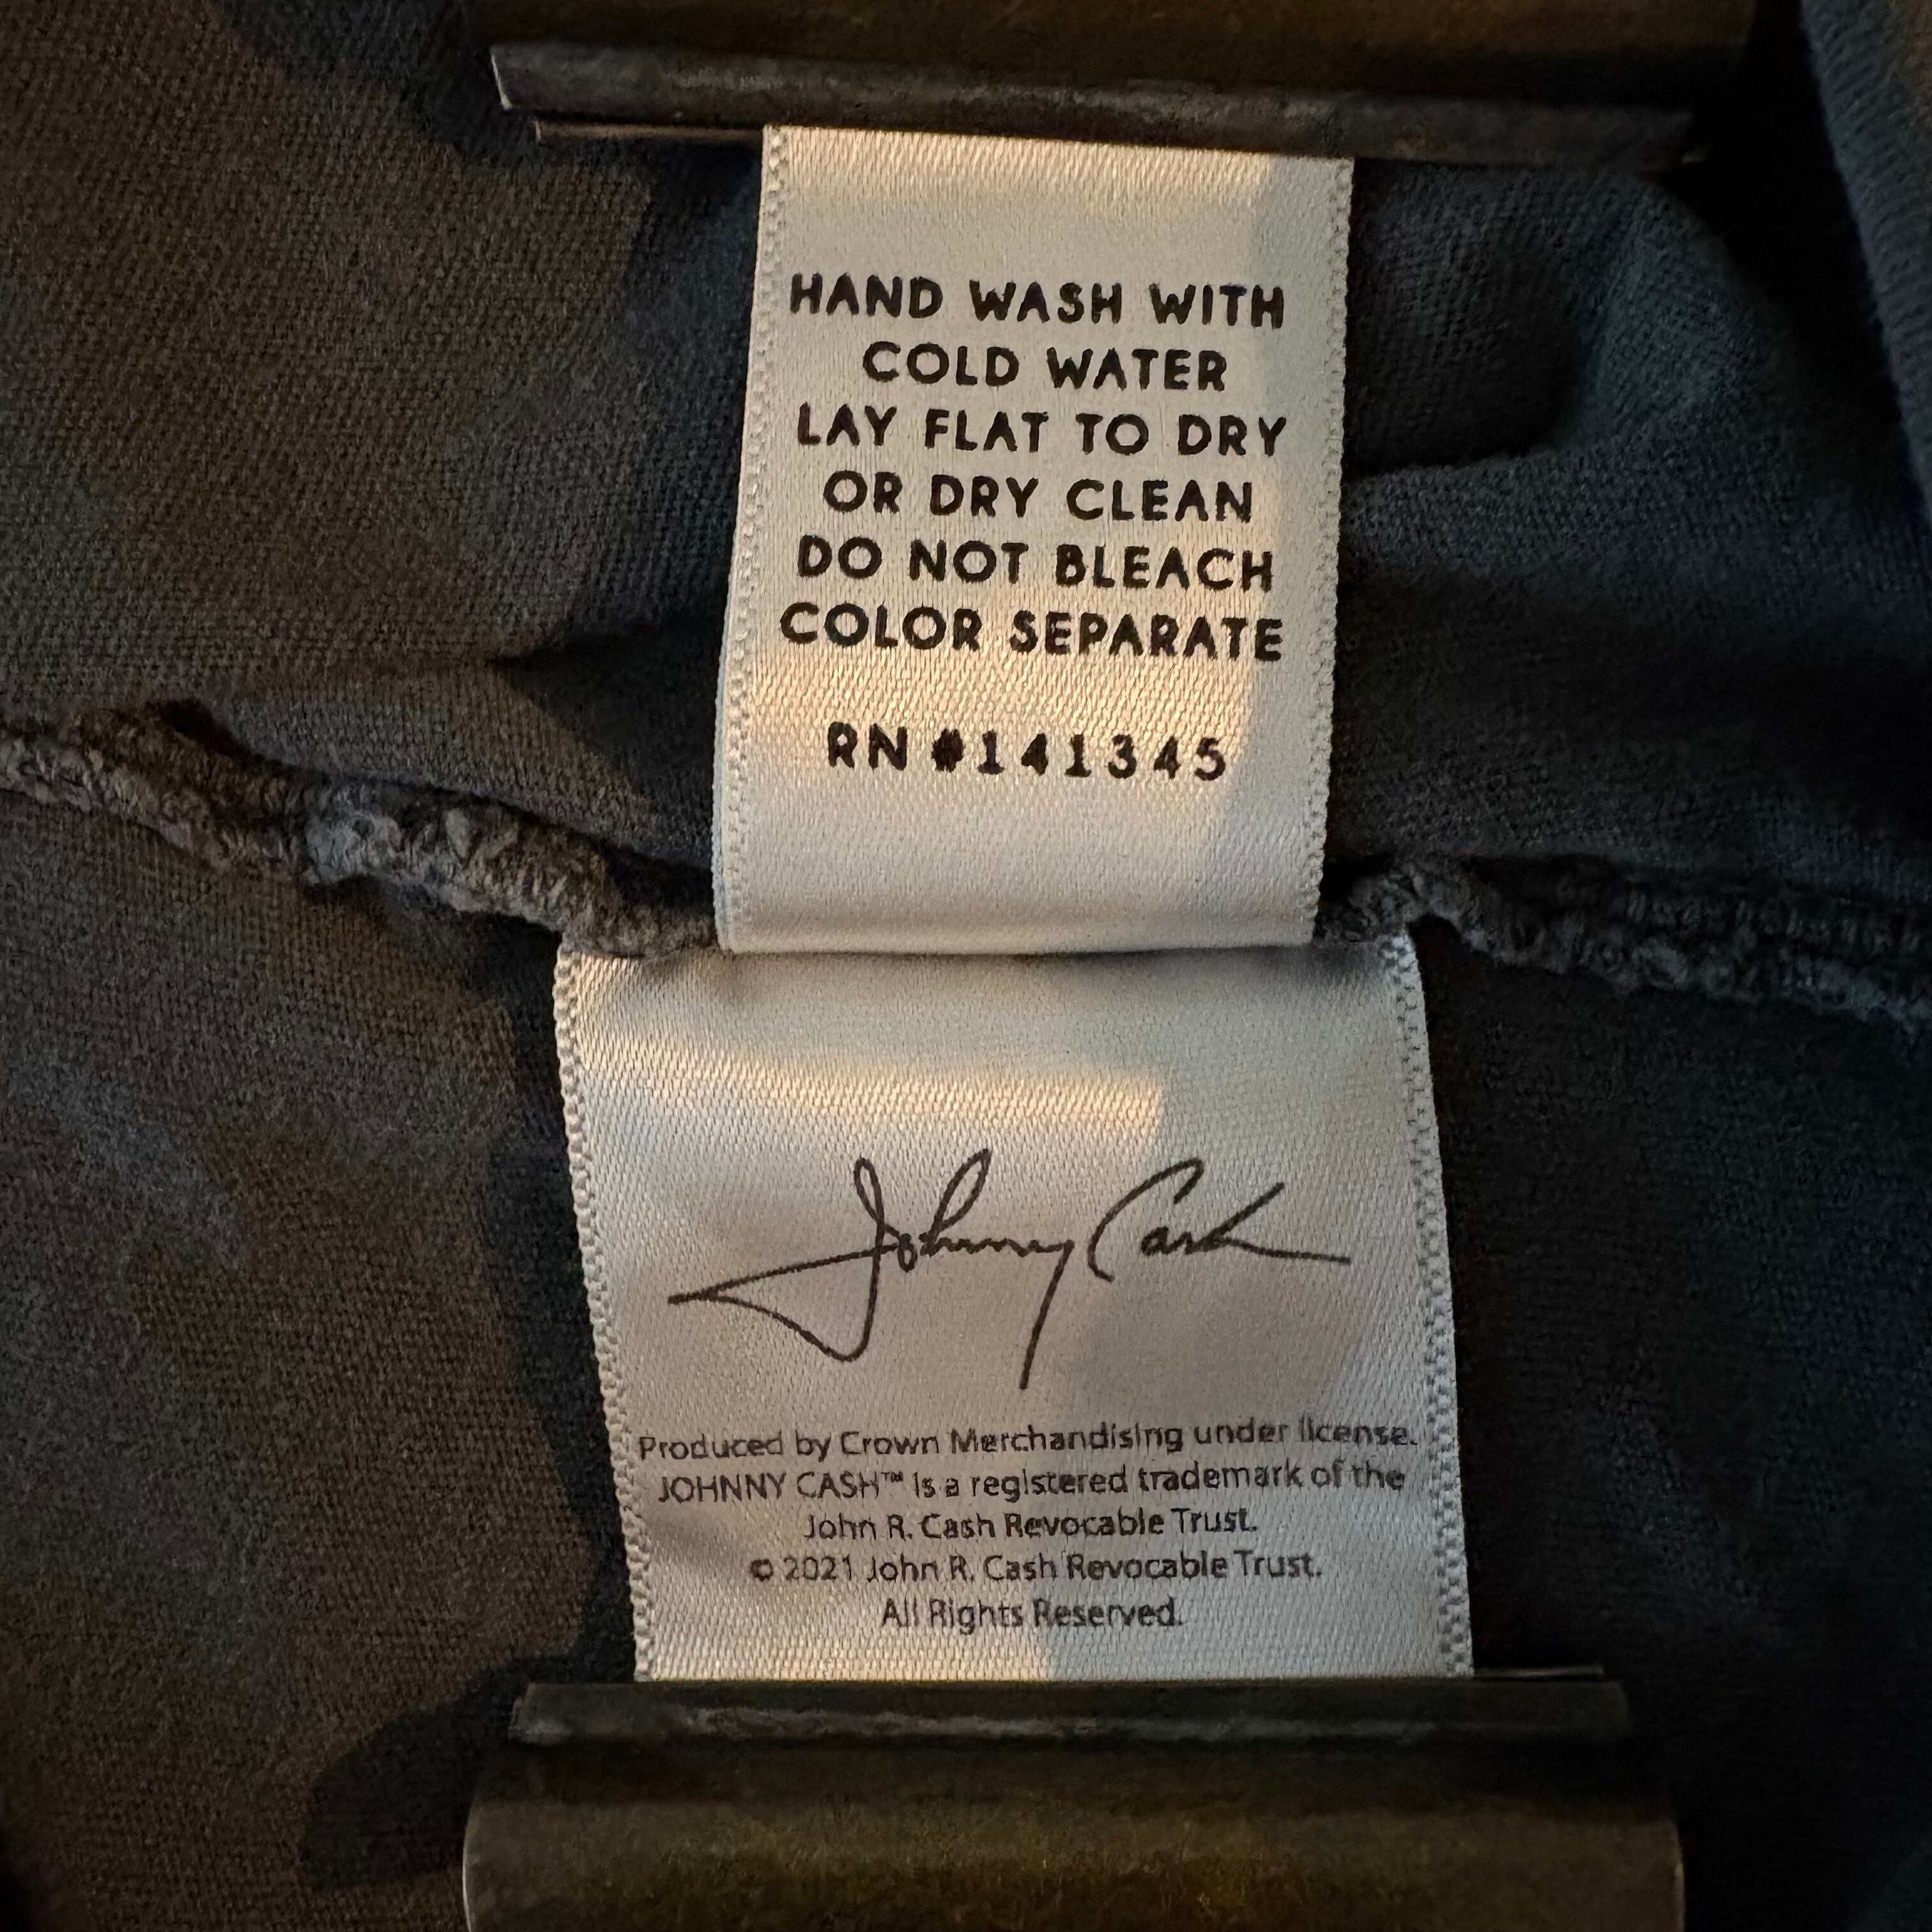 HAND WASH WITH
COLD WATER
LAY FLAT TO DRY
OR DRY CLEAN
DO NOT BLEACH
COLOR SEPARATE
RN #141345
Johnny Cash
Produced by Crown Merchandising under license.
JOHNNY CASH™ is a registered trademark of the
John R. Cash Revocable Trust.
© 2021 John R. Cash Revocable Trust.
All Rights Reserved.